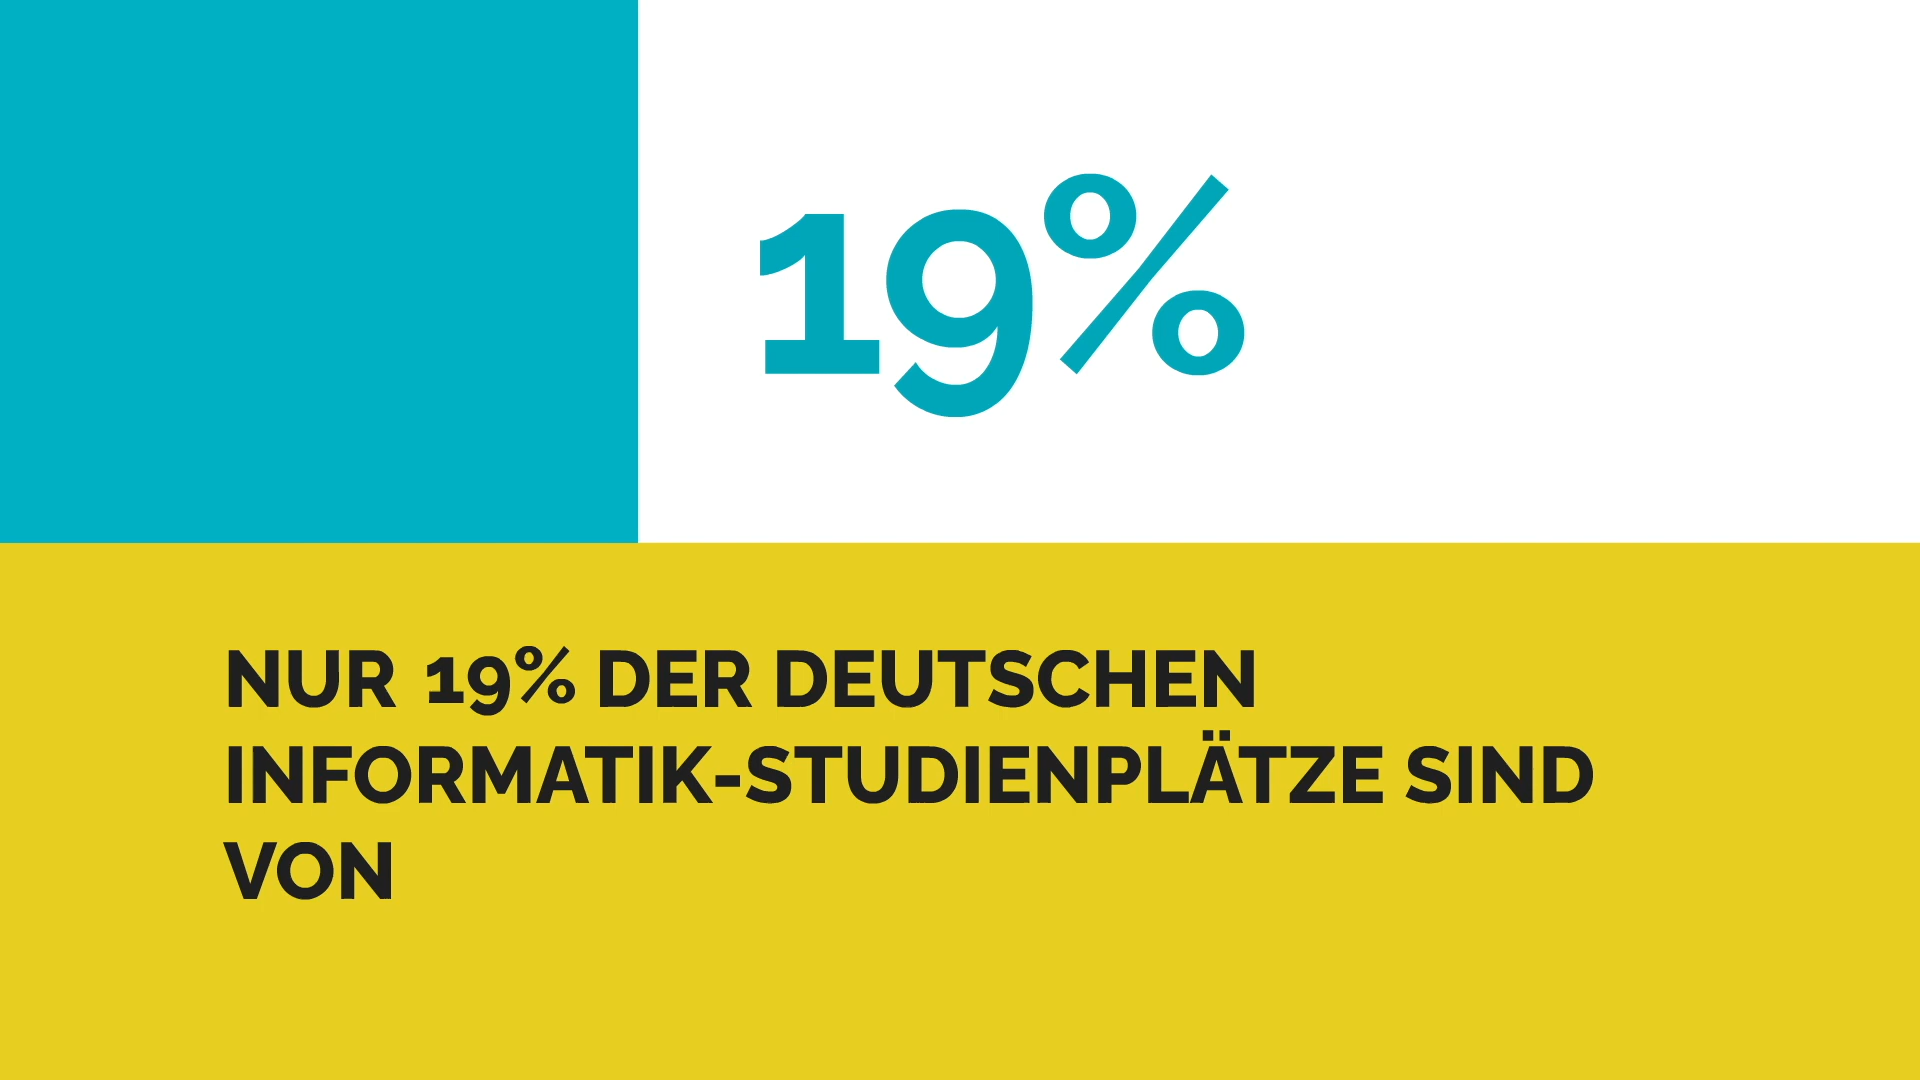 19%
NUR 19% DER DEUTSCHEN
INFORMATIK-STUDIENPLÄTZE SIND
VON